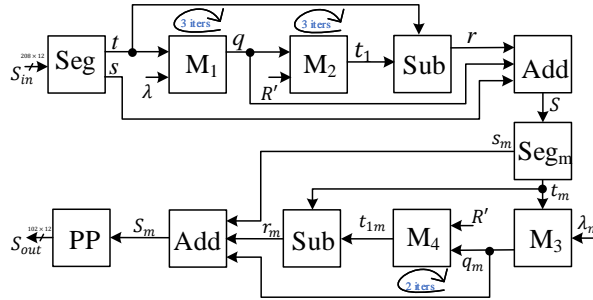 3 iters
3 iters
208×12
S_in
Seg
t
s
M₁
λ
q
M₂
R'
t₁
Sub
r
Add
S
s_m
Seg_m
t_m
102×12
S_out
PP
S_m
Add
r_m
Sub
t_1m
M₄
R'
q_m
M₃
λ_m
2 iters